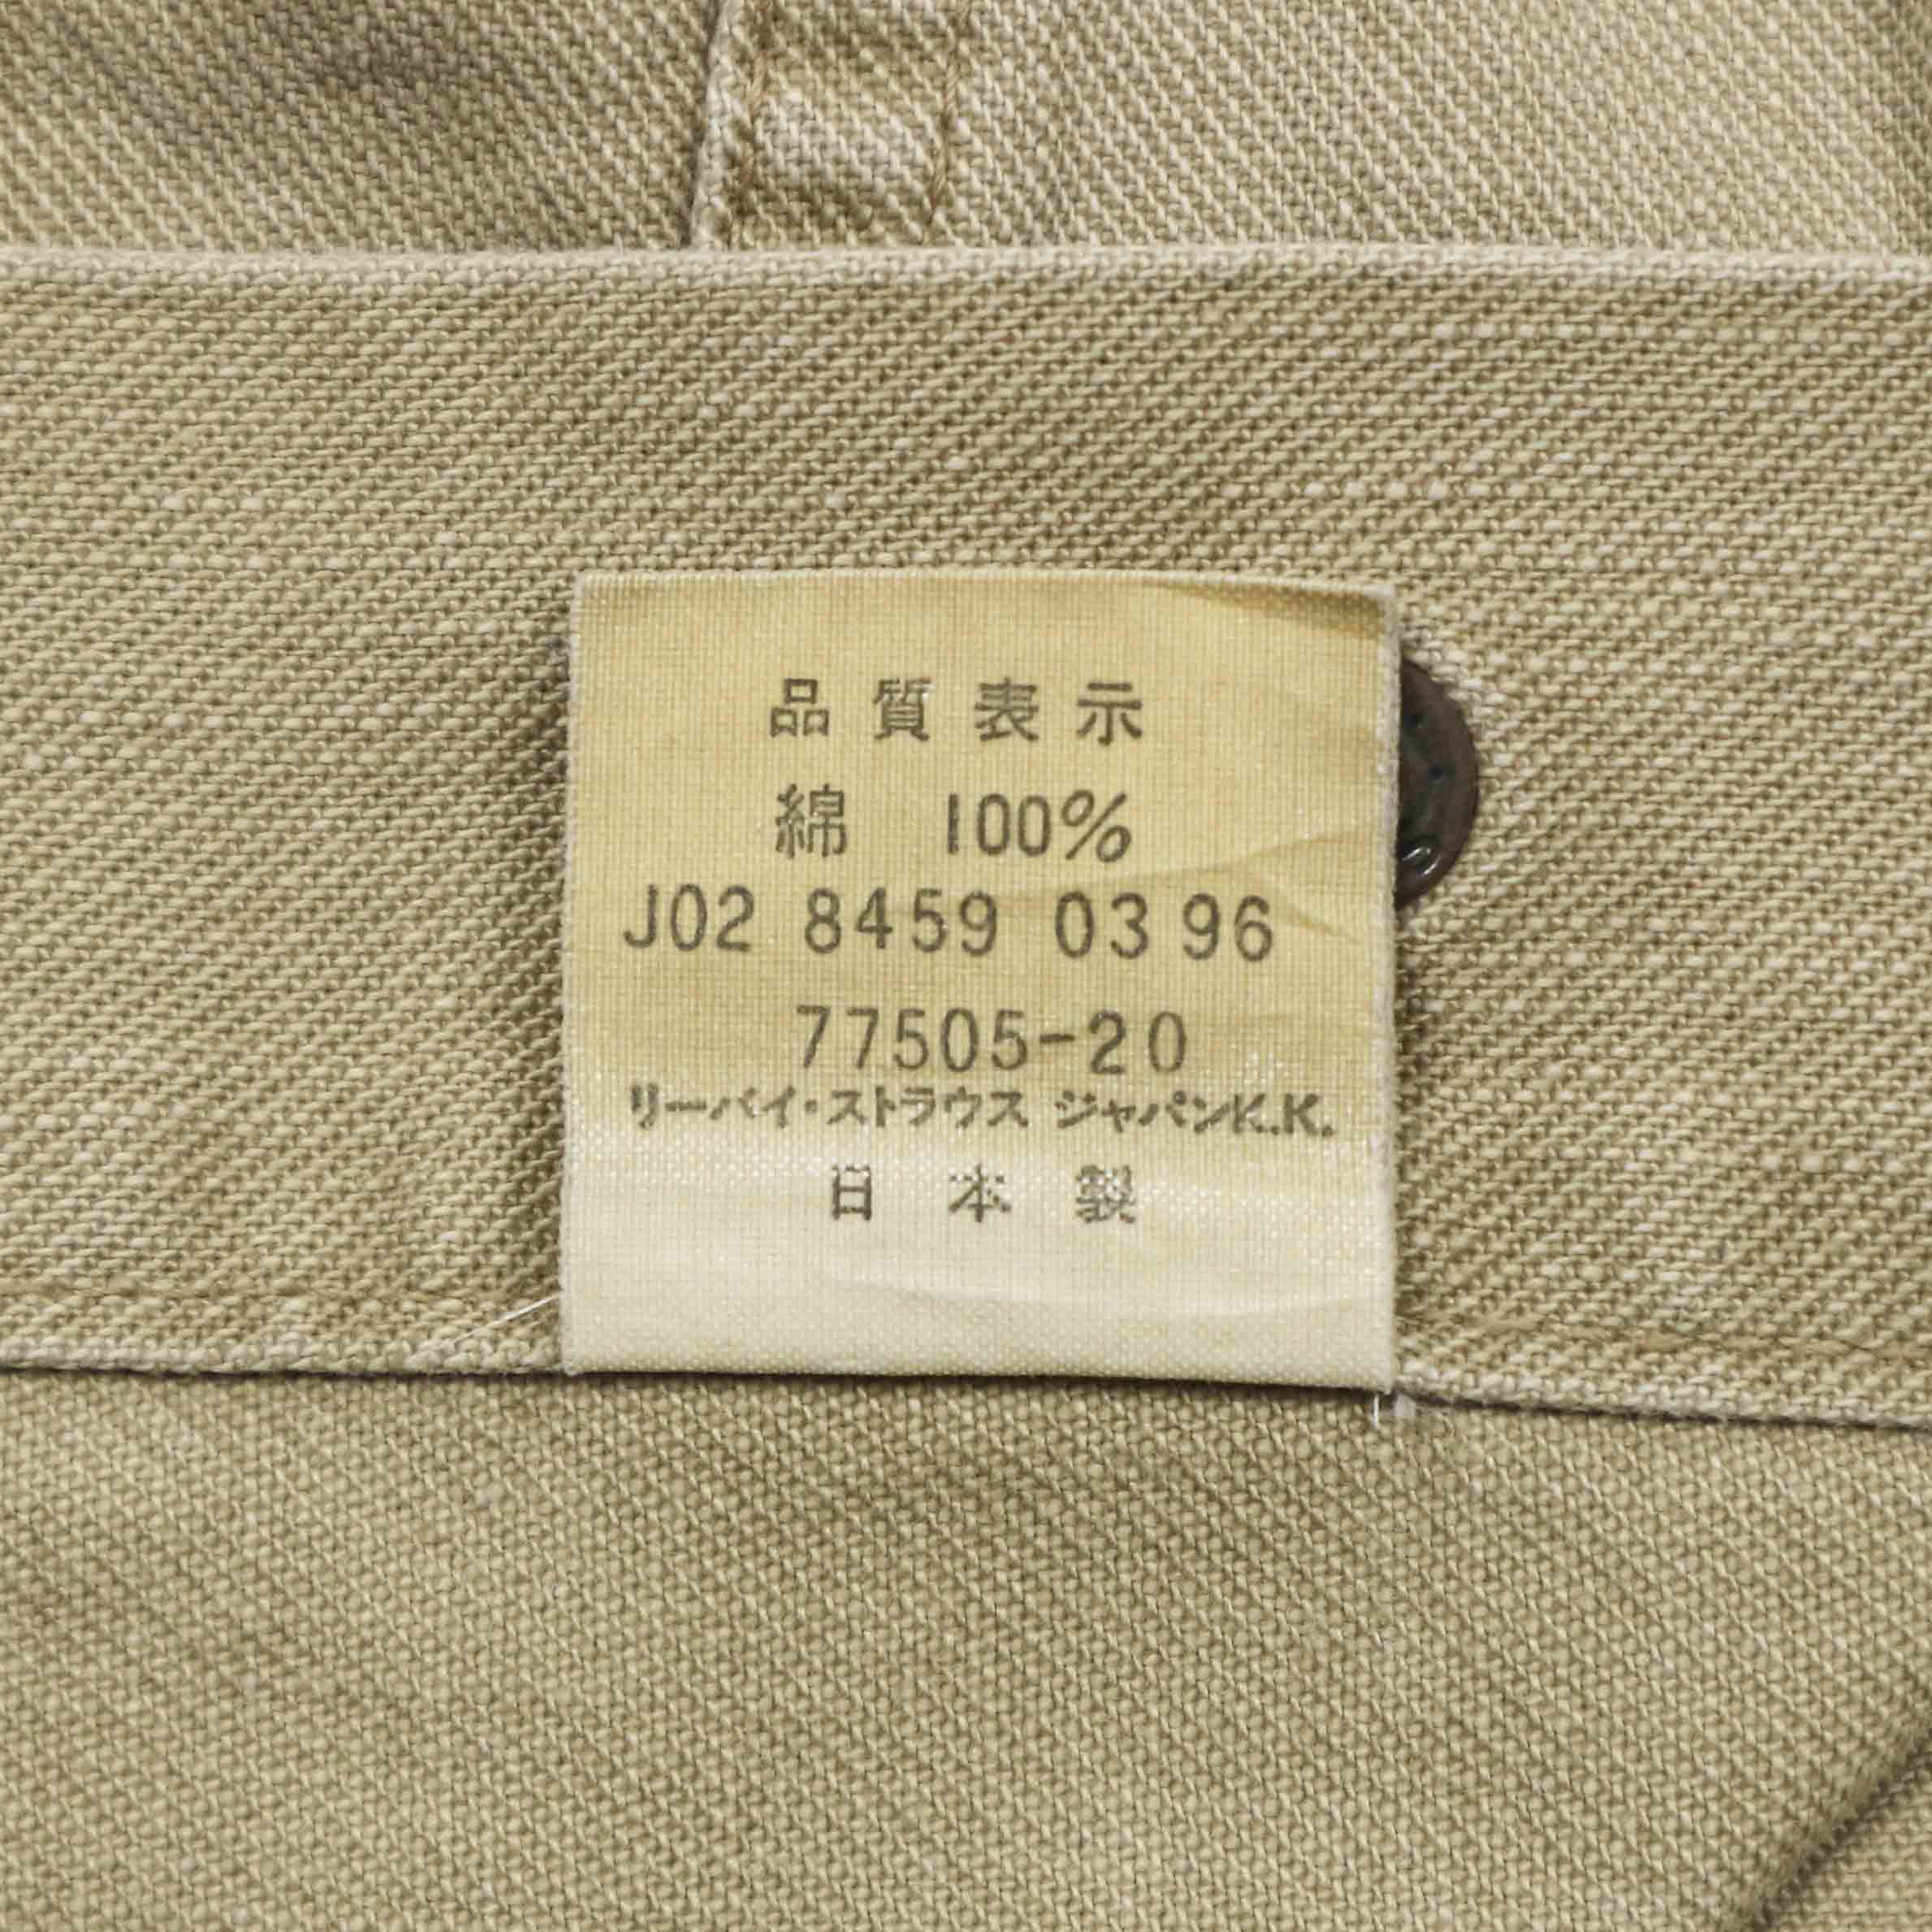 品質表示
綿 100%
J02 8459 03 96
77505-20
リーバイ・ストラウス ジャパンK.K.
日本製